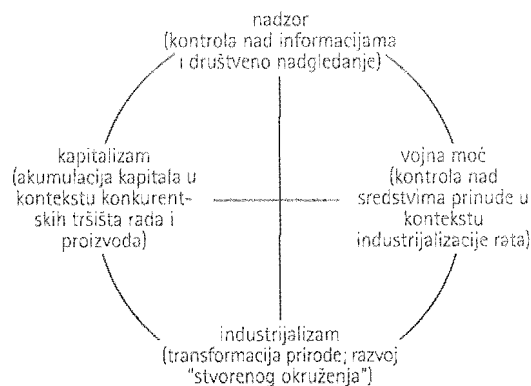 nadzor
(kontrola nad informacijama
i društveno nadgledanje)
kapitalizam
(akumulacija kapitala u
kontekstu konkurent-
skih tržišta rada i
proizvoda)
vojna moć
(kontrola nad
sredstvima prinude u
kontekstu
industrijalizacije rata)
industrijalizam
(transformacija prirode; razvoj
"stvorenog okruženja")